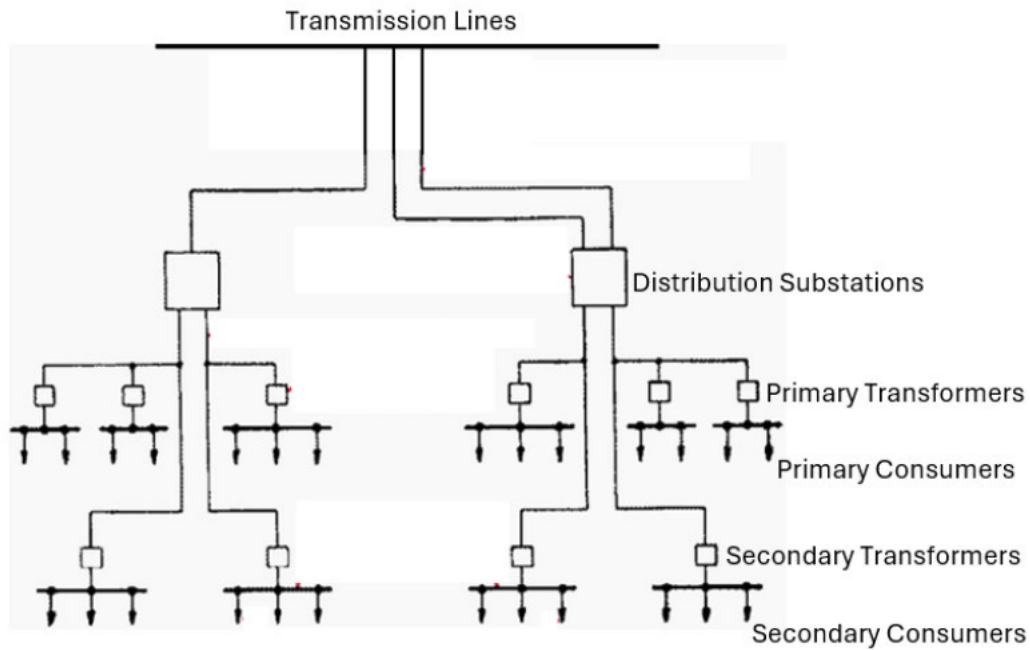 Transmission Lines
Distribution Substations
Primary Transformers
Primary Consumers
Secondary Transformers
Secondary Consumers